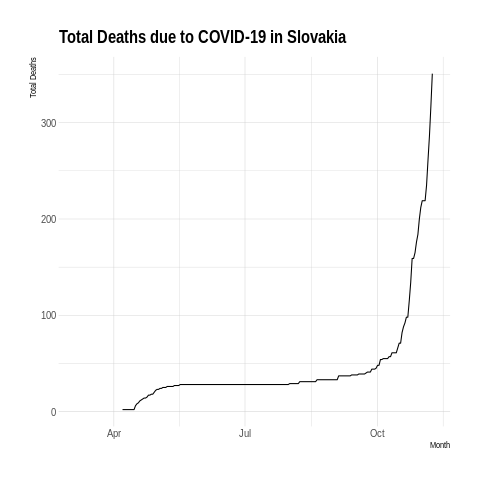 Total Deaths due to COVID-19 in Slovakia
Total Deaths
300
200
100
0
Apr Jul Oct
Month